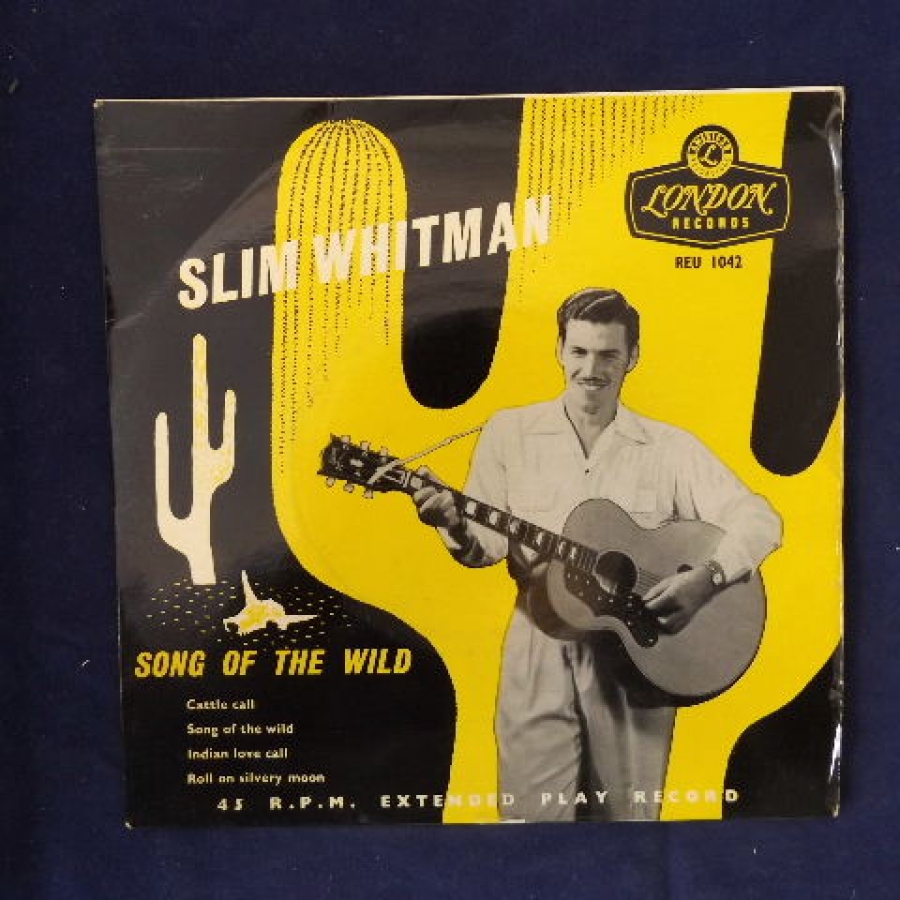 AMERICAN
L
LONDON
RECORDS
REU 1042
SLIM WHITMAN
SONG OF THE WILD
Cattle call
Song of the wild
Indian love call
Roll on silvery moon
45 R.P.M. EXTENDED PLAY RECORD